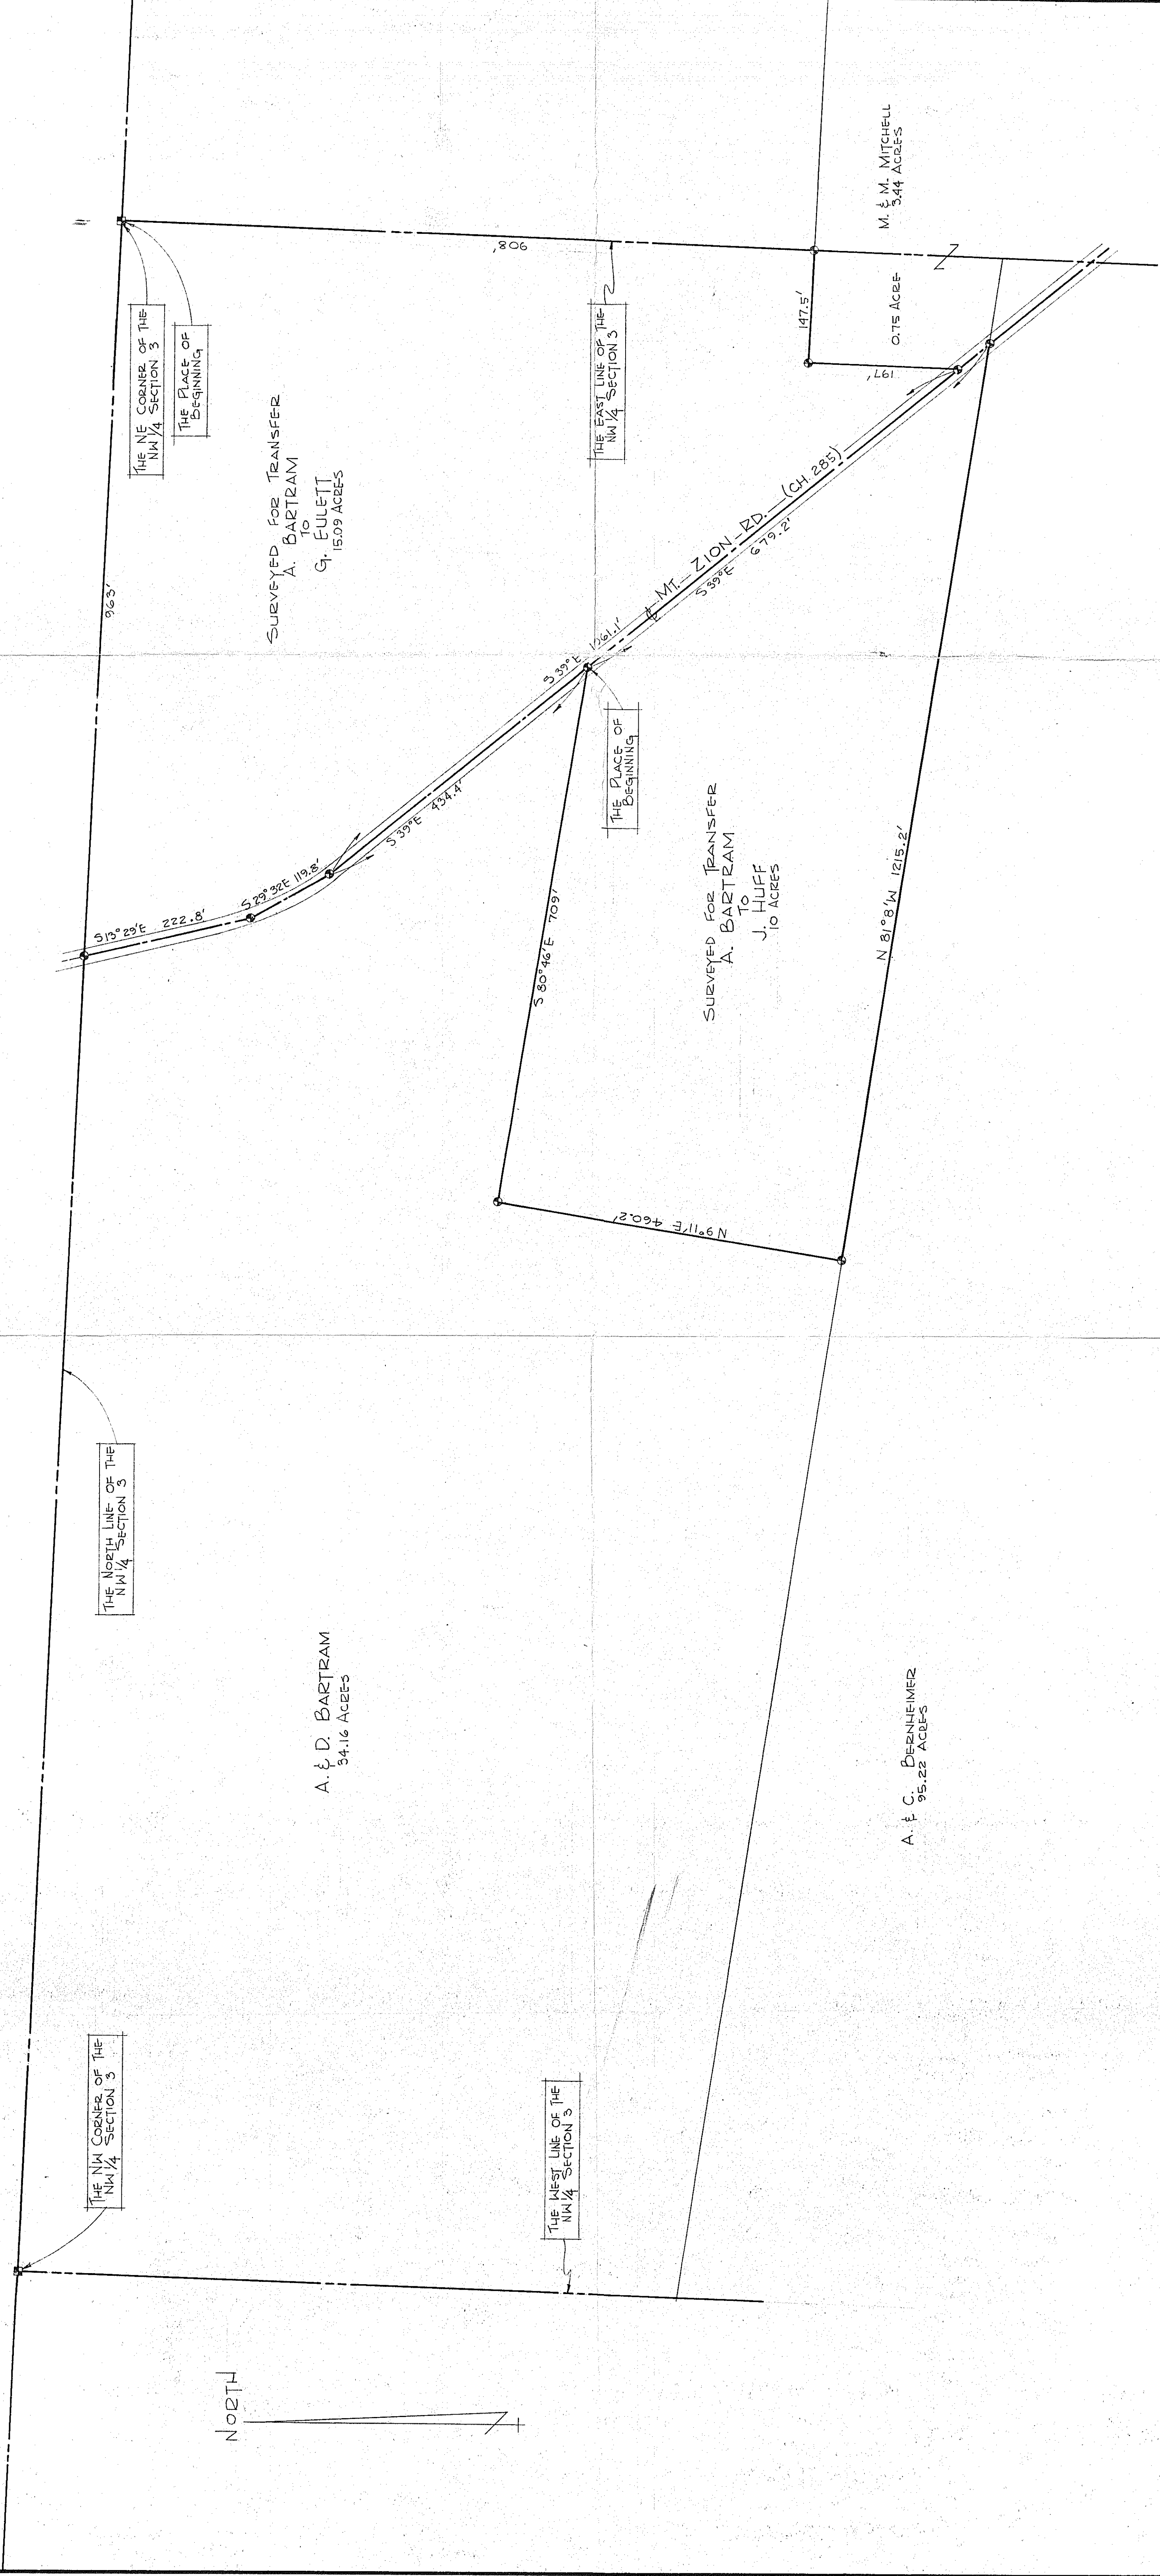 M. & M. MITCHELL
3.44 ACRES
908'
THE NE CORNER OF THE
NW 1/4 SECTION 3
THE PLACE OF
BEGINNING
THE EAST LINE OF THE
NW 1/4 SECTION 3
147.5'
0.75 ACRE
197'
963'
SURVEYED FOR TRANSFER
A. BARTRAM
TO
G. EULETT
15.09 ACRES
MT. ZION RD. (CH. 285)
S 39°E 679.2'
S 39°E 1261.1'
S 39°E 434.4'
S 29°32'E 119.8'
S 13°29'E 222.8'
THE PLACE OF
BEGINNING
S 80°46'E 709'
SURVEYED FOR TRANSFER
A. BARTRAM
TO
J. HUFF
10 ACRES
N 81°8'W 1215.2'
N 9°11'E 460.2'
THE NORTH LINE OF THE
NW 1/4 SECTION 3
A. & D. BARTRAM
34.16 ACRES
A. & C. BERNHEIMER
95.22 ACRES
THE NW CORNER OF THE
NW 1/4 SECTION 3
THE WEST LINE OF THE
NW 1/4 SECTION 3
NORTH